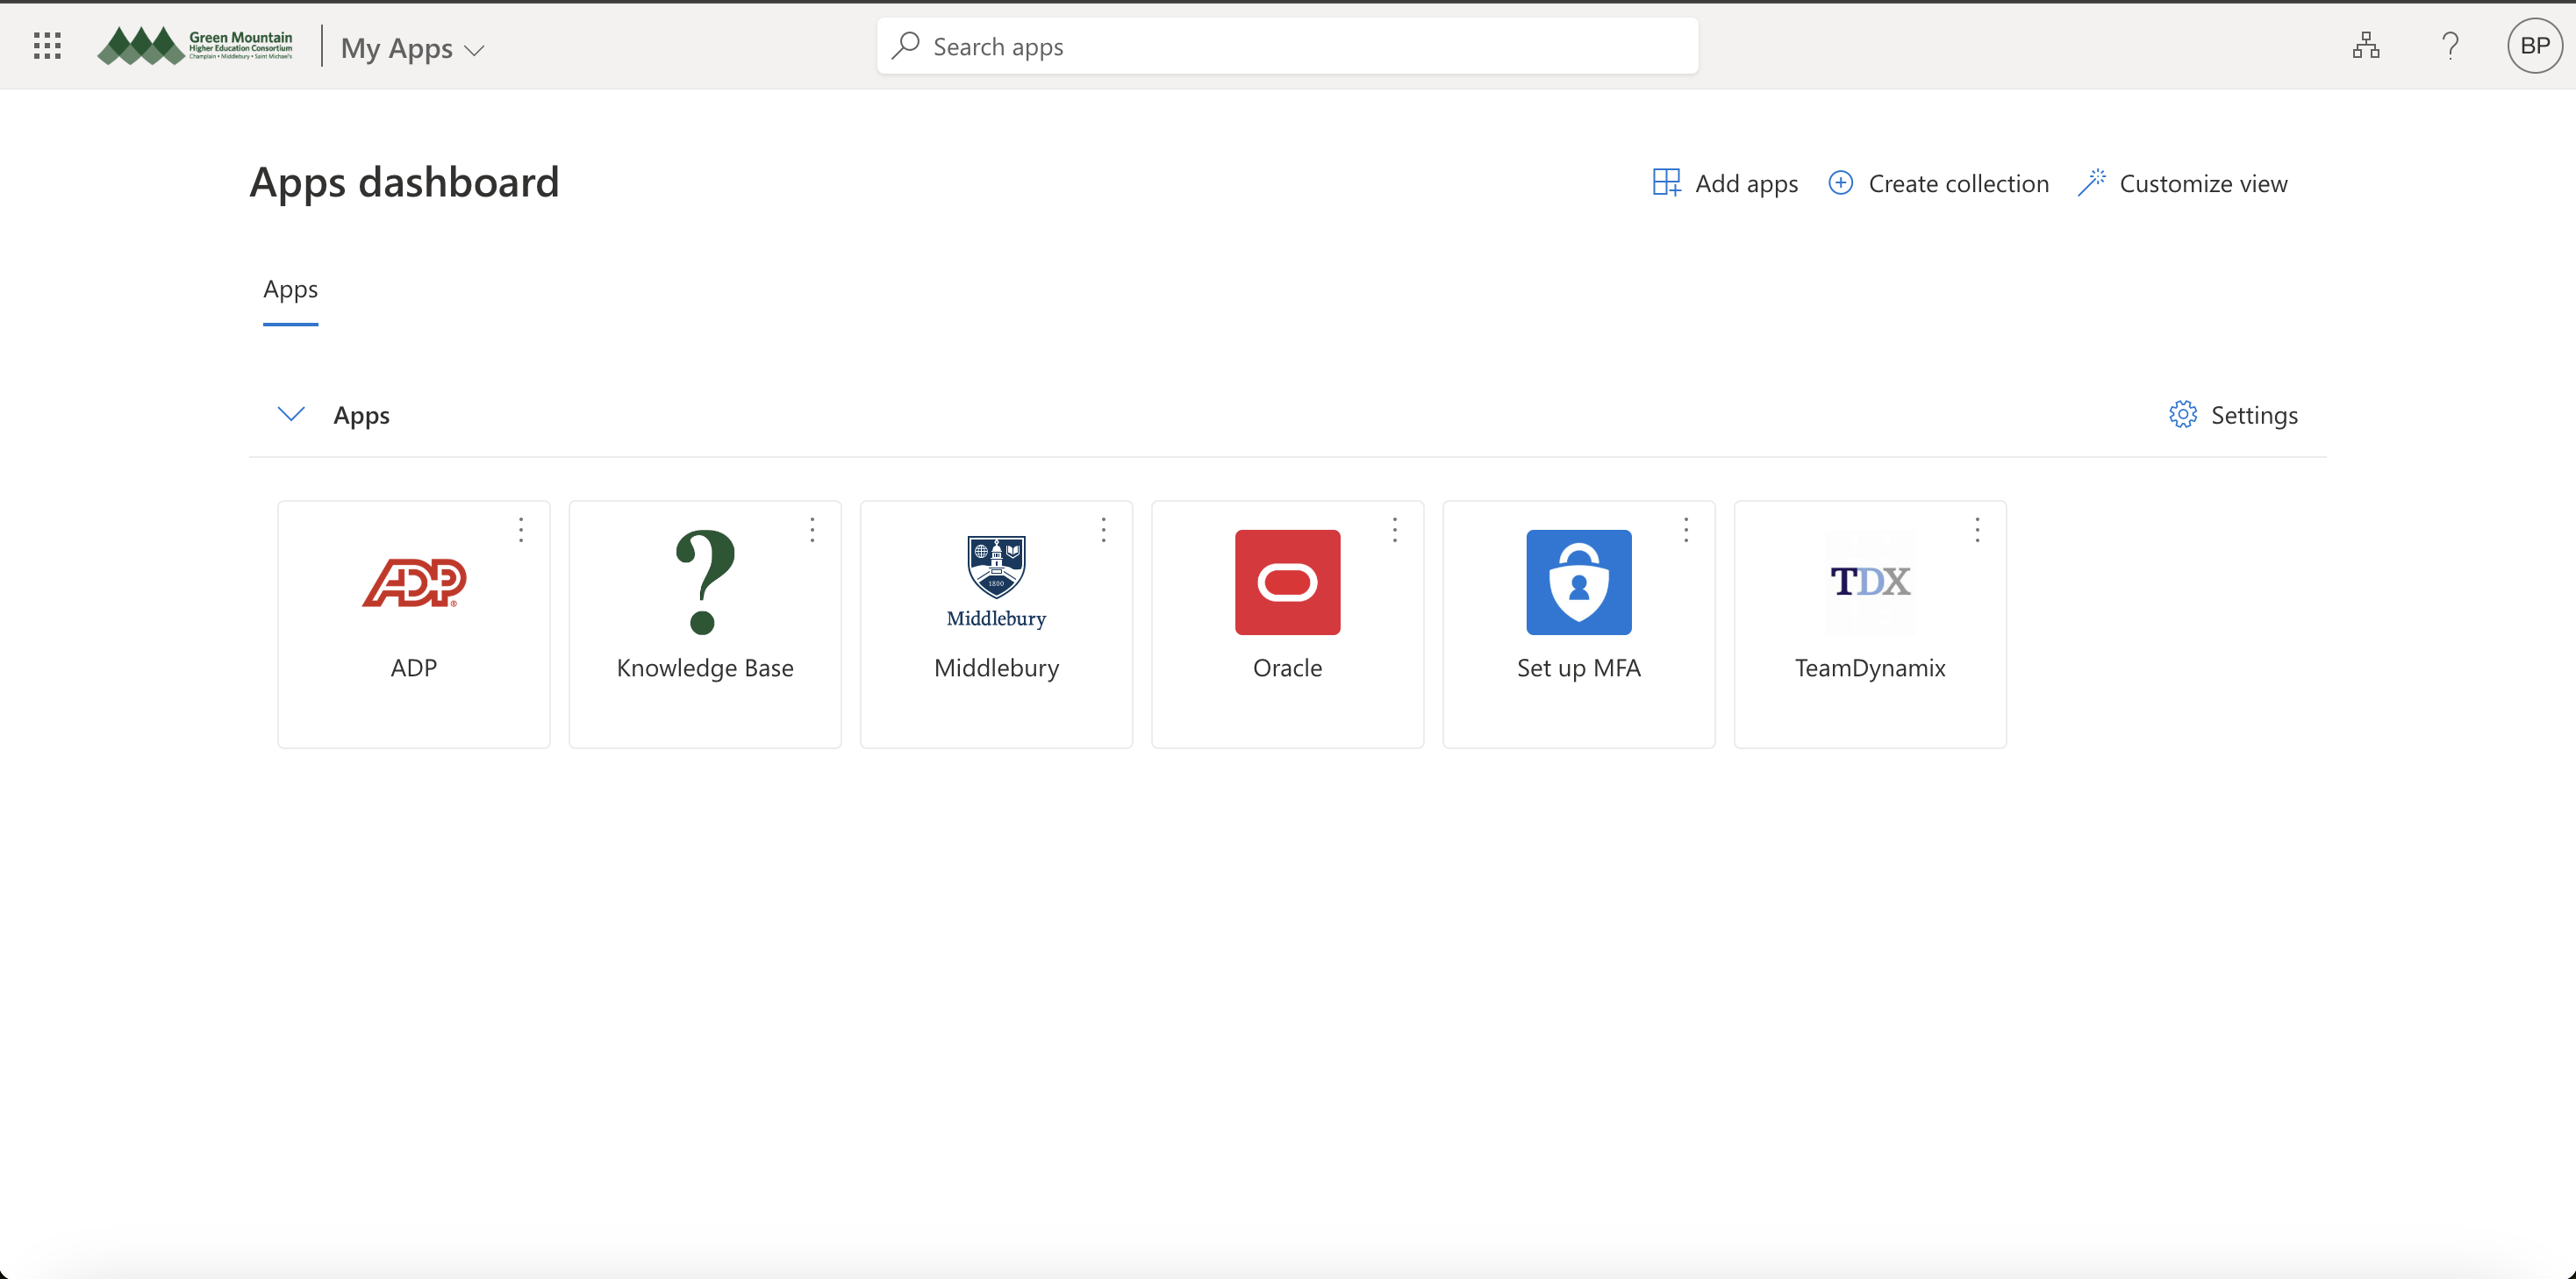 Green Mountain
Higher Education Consortium
Champlain • Middlebury • Saint Michael's
My Apps
Search apps
BP
Apps dashboard
Add apps
Create collection
Customize view
Apps
Apps
Settings
ADP®
1800
Middlebury
TDX
ADP
Knowledge Base
Middlebury
Oracle
Set up MFA
TeamDynamix